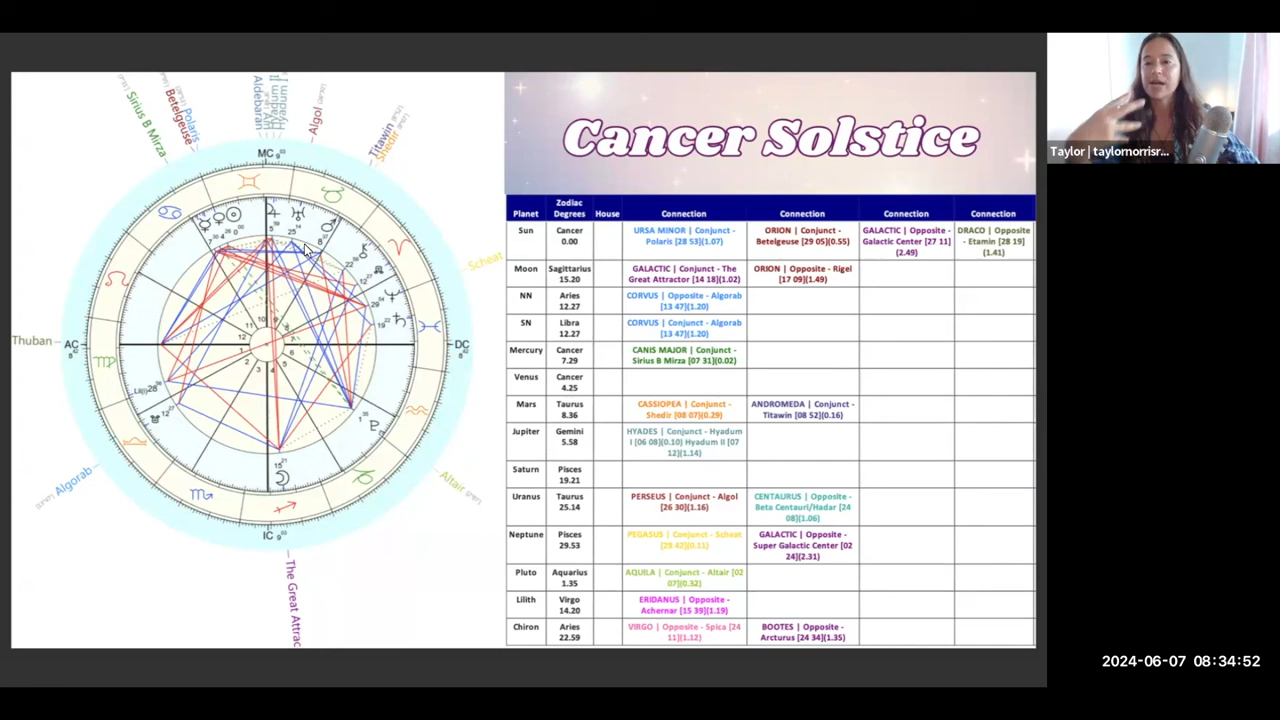 Sirius B Mirza
Betelgeuse
Polaris
Aldebaran
Algol
Titawin
Scheat
Scheat
Thuban
Algorab
Altair
The Great Attrac
MC
AC
DC
IC
Cancer Solstice
Planet Zodiac Degrees House Connection Connection Connection Connection
Sun Cancer 0.00 URSA MINOR | Conjunct - Polaris [28 53](1.07) ORION | Conjunct - Betelgeuse [29 05](0.55) GALACTIC | Opposite - Galactic Center [27 11](2.49) DRACO | Opposite - Etamin [28 19](1.41)
Moon Sagittarius 15.20 GALACTIC | Conjunct - The Great Attractor [14 18](1.02) ORION | Opposite - Rigel [17 09](1.49)
NN Aries 12.27 CORVUS | Opposite - Algorab [13 47](1.20)
SN Libra 12.27 CORVUS | Conjunct - Algorab [13 47](1.20)
Mercury Cancer 7.29 CANIS MAJOR | Conjunct - Sirius B Mirza [07 31](0.02)
Venus Cancer 4.25
Mars Taurus 8.36 CASSIOPEA | Conjunct - Shedir [08 07](0.29) ANDROMEDA | Conjunct - Titawin [08 52](0.16)
Jupiter Gemini 5.58 HYADES | Conjunct - Hyadum I [06 08](0.10) Hyadum II [07 12](1.14)
Saturn Pisces 19.21
Uranus Taurus 25.14 PERSEUS | Conjunct - Algol [26 30](1.16) CENTAURUS | Opposite - Beta Centauri/Hadar [24 08](1.06)
Neptune Pisces 29.53 PEGASUS | Conjunct - Scheat [29 42](0.11) GALACTIC | Opposite - Super Galactic Center [02 24](2.31)
Pluto Aquarius 1.35 AQUILA | Conjunct - Altair [02 07](0.32)
Lilith Virgo 14.20 ERIDANUS | Opposite - Achernar [15 39](1.19)
Chiron Aries 22.59 VIRGO | Opposite - Spica [24 11](1.12) BOOTES | Opposite - Arcturus [24 34](1.35)
Taylor | taylormorrisr...
2024-06-07 08:34:52